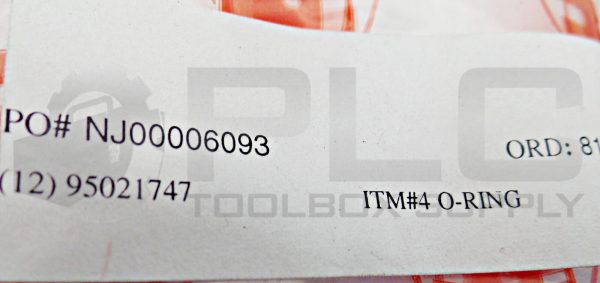 PO# NJ00006093
ORD: 81
(12) 95021747
ITM#4 O-RING
PLC
TOOLBOX SUPPLY